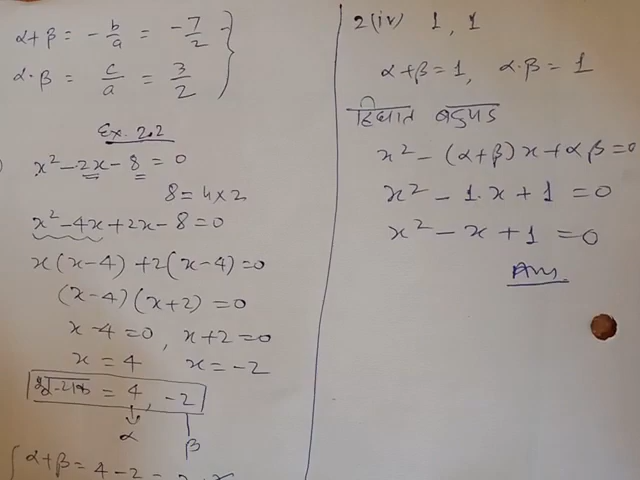 α+β = -b/a = -7/2
α·β = c/a = 3/2
Ex. 2.2
x² - 2x - 8 = 0
8 = 4 × 2
x² - 4x + 2x - 8 = 0
x(x-4) + 2(x-4) = 0
(x-4)(x+2) = 0
x-4 = 0, x+2 = 0
x = 4 x = -2
= 4, -2
α
β
α+β = 4 - 2 =
2(iv) 1, 1
α+β = 1, α·β = 1
द्विघात बहुपद
x² - (α+β)x + αβ = 0
x² - 1·x + 1 = 0
x² - x + 1 = 0
Ans.